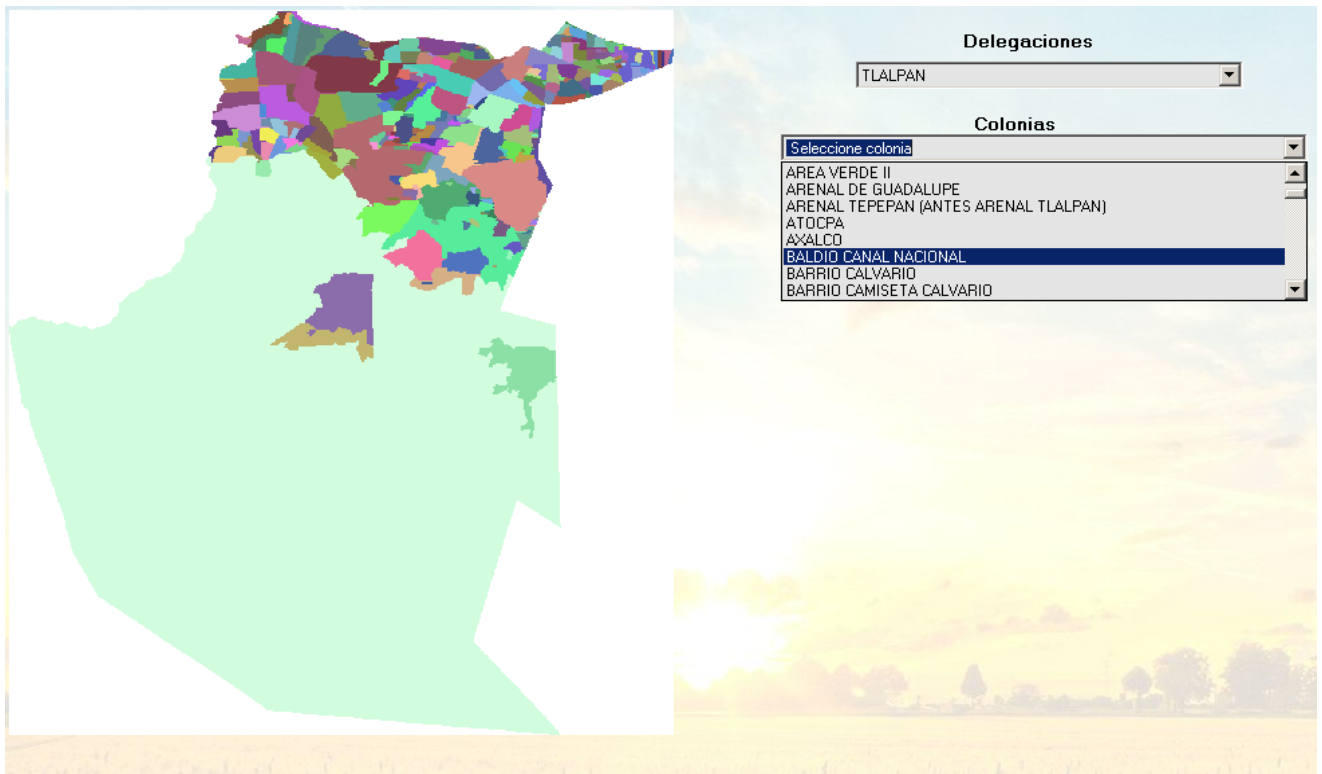 Delegaciones
TLALPAN
Colonias
Seleccione colonia
AREA VERDE II
ARENAL DE GUADALUPE
ARENAL TEPEPAN (ANTES ARENAL TLALPAN)
ATOCPA
AXALCO
BALDIO CANAL NACIONAL
BARRIO CALVARIO
BARRIO CAMISETA CALVARIO